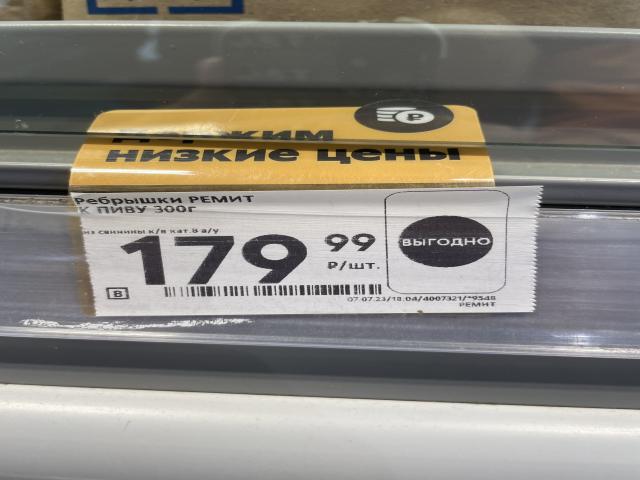 держим
низкие цены
Ребрышки РЕМИТ
К ПИВУ 300г
из свинины к/в кат.В в/у
179 99
₽/шт.
ВЫГОДНО
В
07.07.23/18.04/4007321/*9548
РЕМИТ